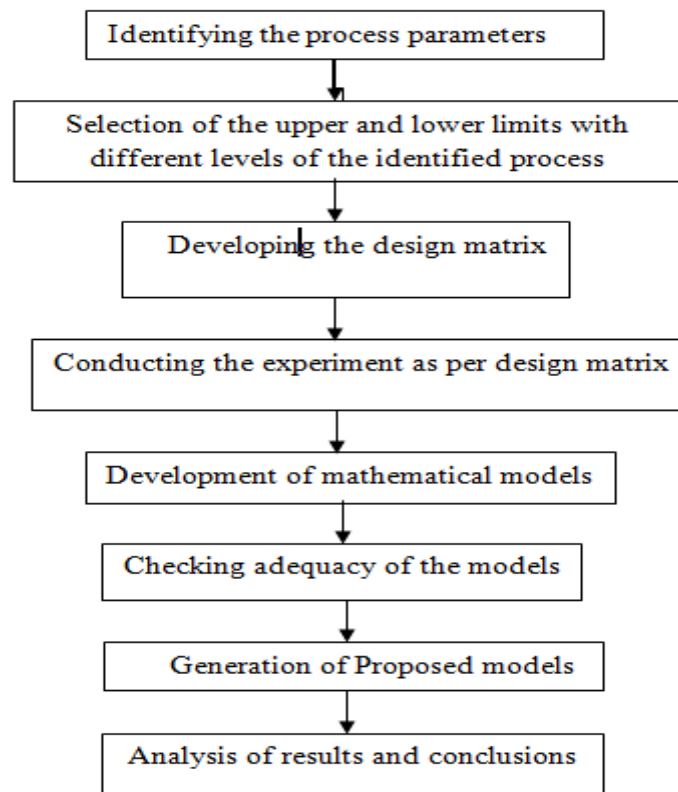 Identifying the process parameters
Selection of the upper and lower limits with
different levels of the identified process
Developing the design matrix
Conducting the experiment as per design matrix
Development of mathematical models
Checking adequacy of the models
Generation of Proposed models
Analysis of results and conclusions